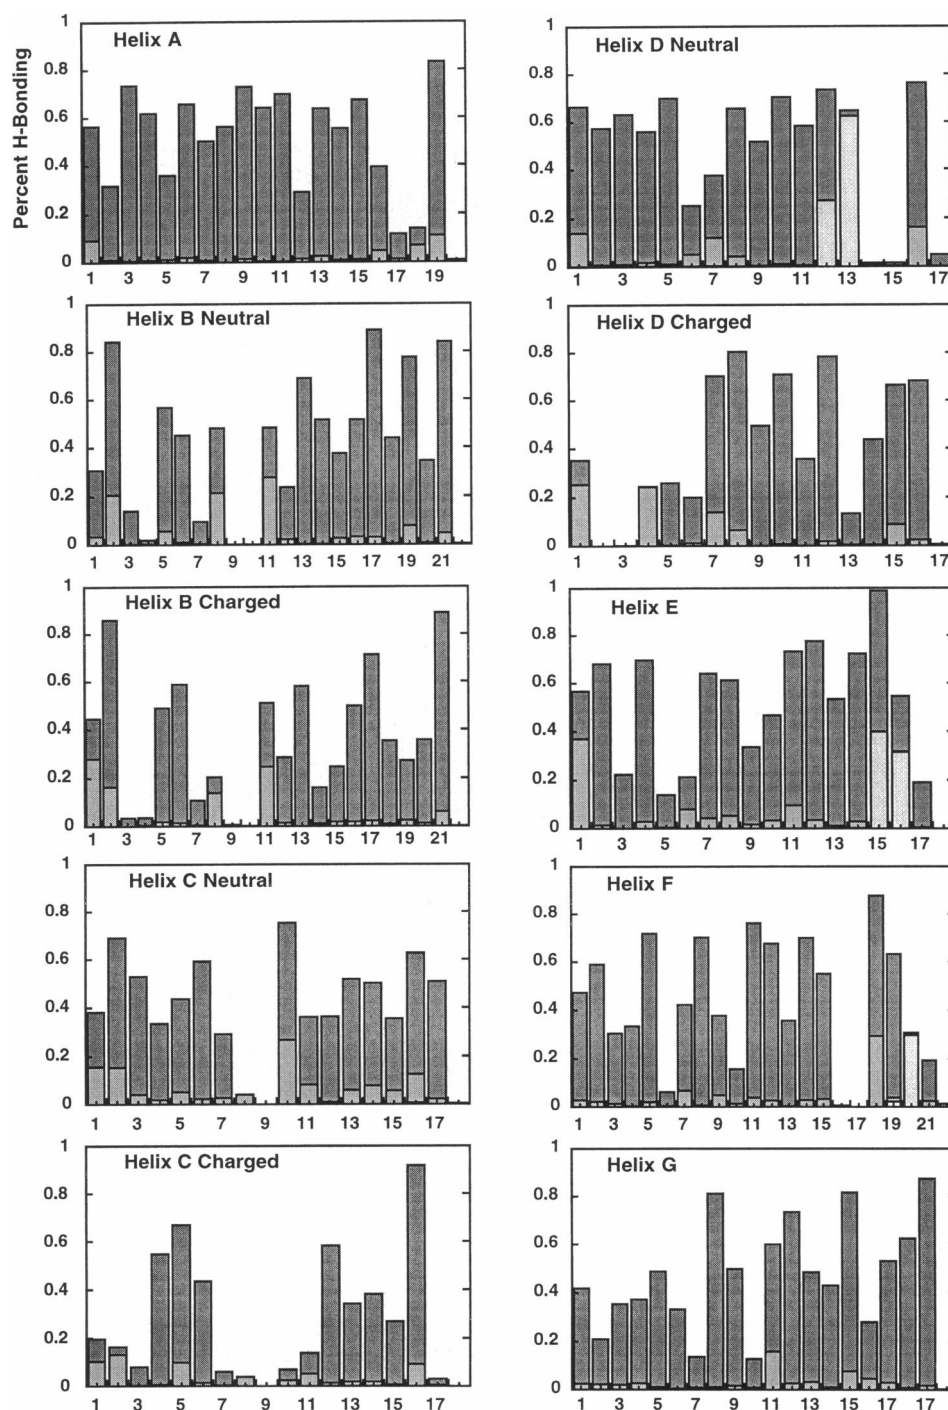 Percent H-Bonding
Helix A
1
0.8
0.6
0.4
0.2
0
1 3 5 7 9 11 13 15 17 19
Helix B Neutral
1
0.8
0.6
0.4
0.2
0
1 3 5 7 9 11 13 15 17 19 21
Helix B Charged
1
0.8
0.6
0.4
0.2
0
1 3 5 7 9 11 13 15 17 19 21
Helix C Neutral
1
0.8
0.6
0.4
0.2
0
1 3 5 7 9 11 13 15 17
Helix C Charged
1
0.8
0.6
0.4
0.2
0
1 3 5 7 9 11 13 15 17
Helix D Neutral
1
0.8
0.6
0.4
0.2
0
1 3 5 7 9 11 13 15 17
Helix D Charged
1
0.8
0.6
0.4
0.2
0
1 3 5 7 9 11 13 15 17
Helix E
1
0.8
0.6
0.4
0.2
0
1 3 5 7 9 11 13 15 17
Helix F
1
0.8
0.6
0.4
0.2
0
1 3 5 7 9 11 13 15 17 19 21
Helix G
1
0.8
0.6
0.4
0.2
0
1 3 5 7 9 11 13 15 17 17